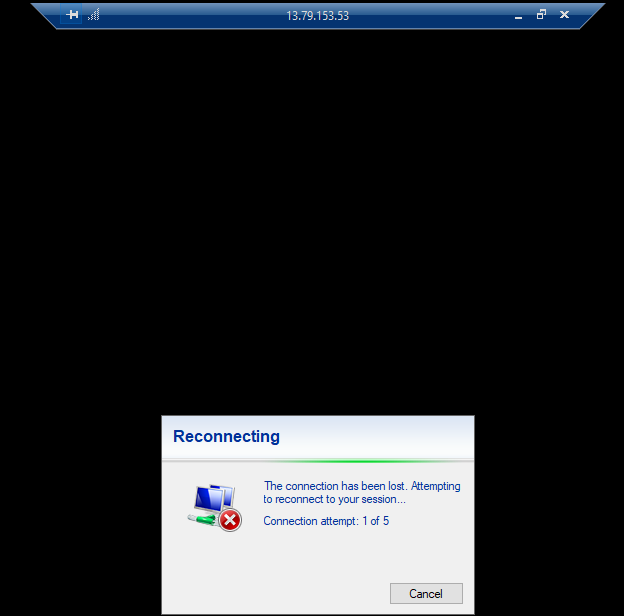 13.79.153.53
Reconnecting
The connection has been lost. Attempting
to reconnect to your session...
Connection attempt: 1 of 5
Cancel